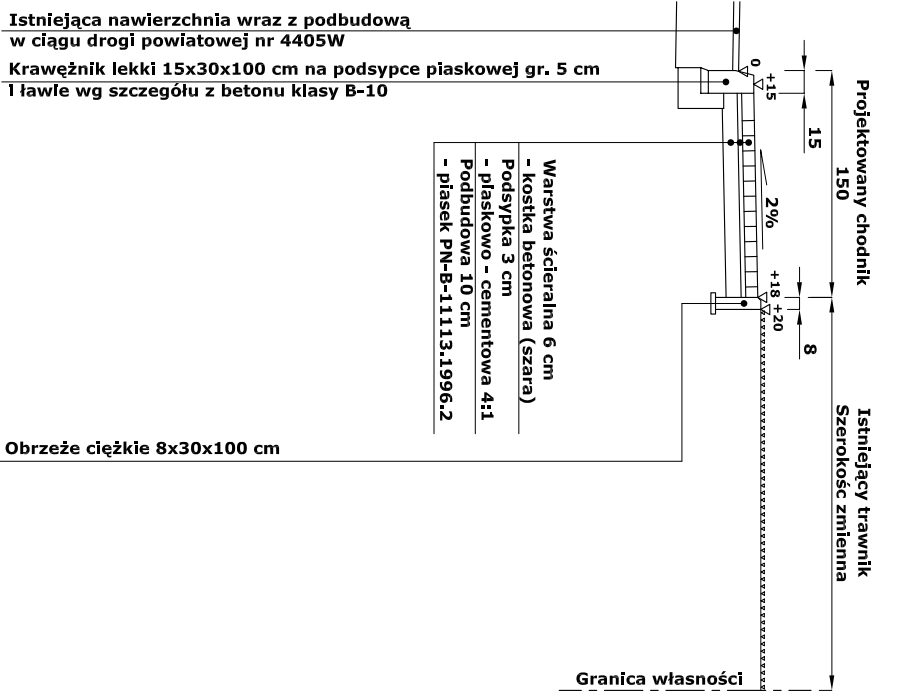 Istniejąca nawierzchnia wraz z podbudową
w ciągu drogi powiatowej nr 4405W
Krawężnik lekki 15x30x100 cm na podsypce piaskowej gr. 5 cm
i ławie wg szczegółu z betonu klasy B-10
0
+15
15
Projektowany chodnik
150
2%
Warstwa ścieralna 6 cm
- kostka betonowa (szara)
Podsypka 3 cm
- piaskowo - cementowa 4:1
Podbudowa 10 cm
- piasek PN-B-11113.1996.2
+18
+20
8
Obrzeże ciężkie 8x30x100 cm
Istniejący trawnik
Szerokośc zmienna
Granica własności